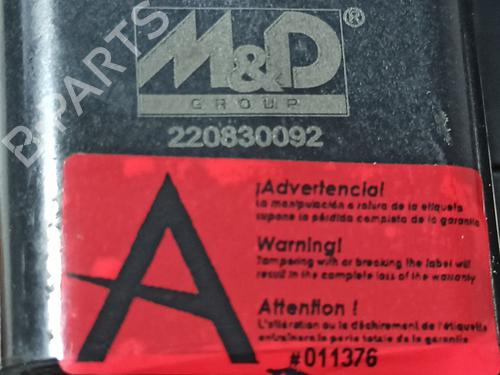 B-PARTS
M&D®
GROUP
220830092
A
¡Advertencia!
La manipulación o rotura de la etiqueta
supone la pérdida completa de la garantía
Warning!
Tampering with or breaking the label will
result in the complete loss of the warranty
Attention !
L'altération ou le déchirement de l'étiquette
entraînera la perte totale de la garantie
#011376